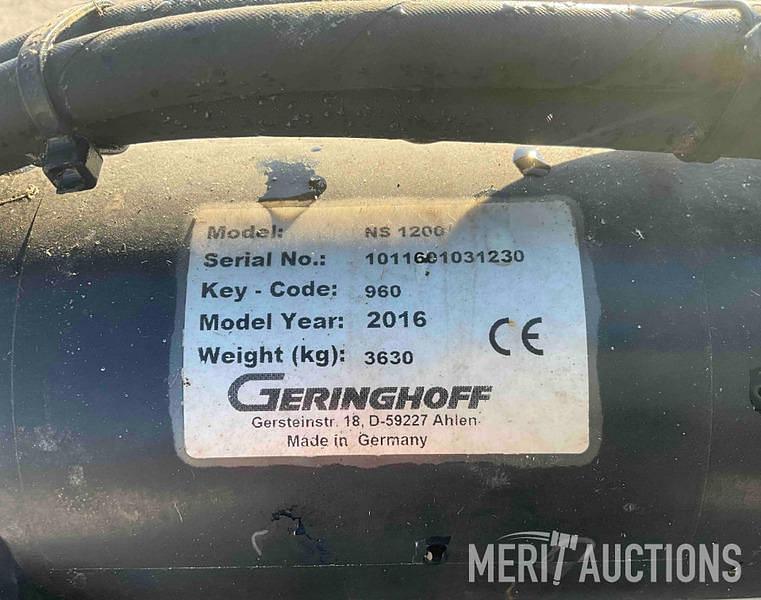 Model: NS 1200
Serial No.: 1011601031230
Key - Code: 960
Model Year: 2016
Weight (kg): 3630
CE
GERINGHOFF
Gersteinstr. 18, D-59227 Ahlen
Made in Germany
MERIT AUCTIONS